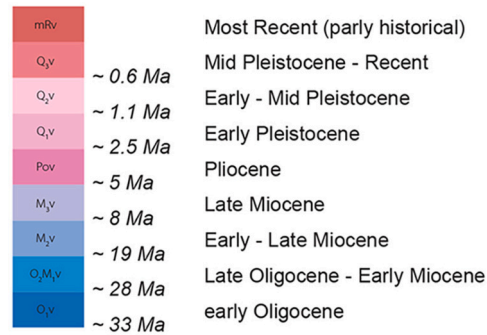 mRv Most Recent (parly historical)
Q₃v Mid Pleistocene - Recent
~ 0.6 Ma
Q₂v Early - Mid Pleistocene
~ 1.1 Ma
Q₁v Early Pleistocene
~ 2.5 Ma
Pov Pliocene
~ 5 Ma
M₃v Late Miocene
~ 8 Ma
M₂v Early - Late Miocene
~ 19 Ma
O₂M₁v Late Oligocene - Early Miocene
~ 28 Ma
O₁v early Oligocene
~ 33 Ma